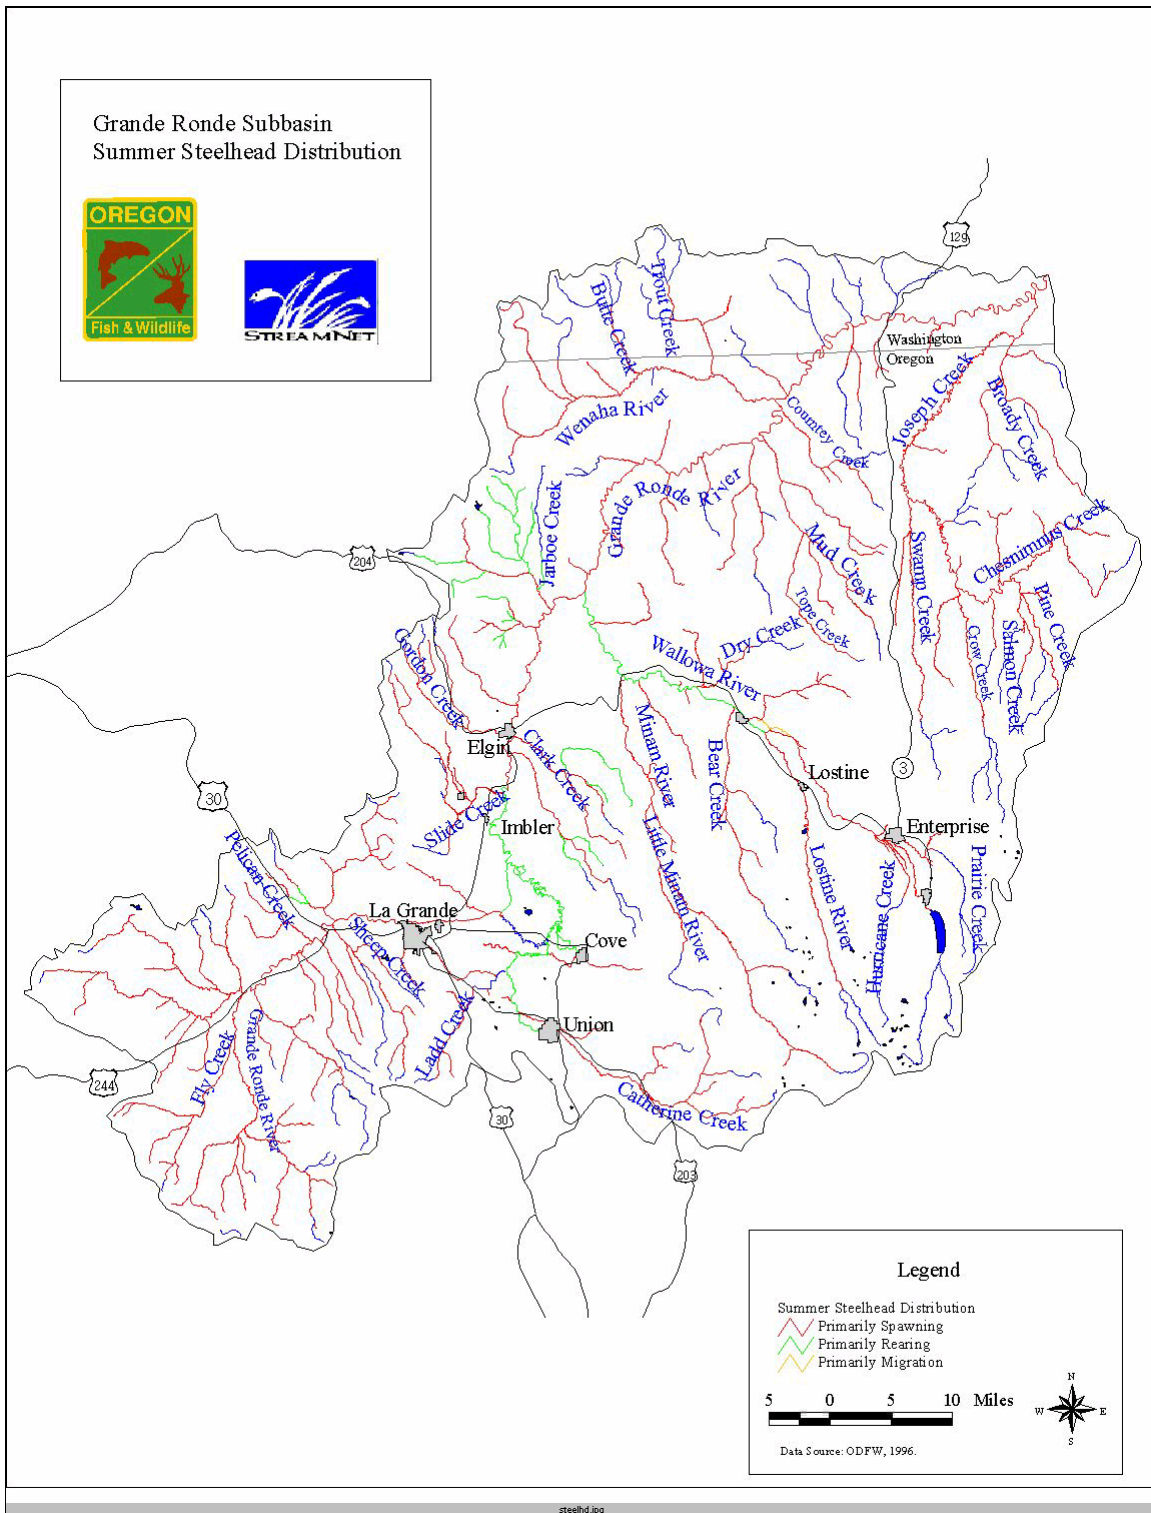 Grande Ronde Subbasin
Summer Steelhead Distribution
OREGON
Fish & Wildlife
STREAMNET
129
Trout Creek
Butte Creek
Washington
Oregon
Joseph Creek
Broady Creek
Wenaha River
Courtney Creek
Grande Ronde River
Jarboe Creek
Mud Creek
Swamp Creek
Chesnimnus Creek
204
Tope Creek
Pine Creek
Salmon Creek
Crow Creek
Dry Creek
Wallowa River
Gordon Creek
Elgin
Clark Creek
Minam River
Bear Creek
Lostine
3
30
Slide Creek
Imbler
Little Minam River
Enterprise
Pelican Creek
Lostine River
Hurricane Creek
Prairie Creek
La Grande
Sheep Creek
Cove
Ladd Creek
Union
Fly Creek
Grande Ronde River
244
Catherine Creek
30
203
Legend
Summer Steelhead Distribution
Primarily Spawning
Primarily Rearing
Primarily Migration
5 0 5 10 Miles
N
W E
S
Data Source: ODFW, 1996.
steelhd.jpg